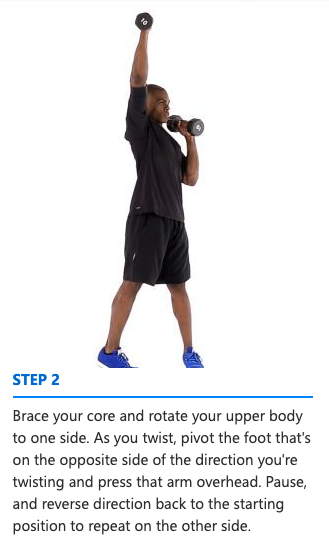 10
STEP 2
Brace your core and rotate your upper body
to one side. As you twist, pivot the foot that's
on the opposite side of the direction you're
twisting and press that arm overhead. Pause,
and reverse direction back to the starting
position to repeat on the other side.